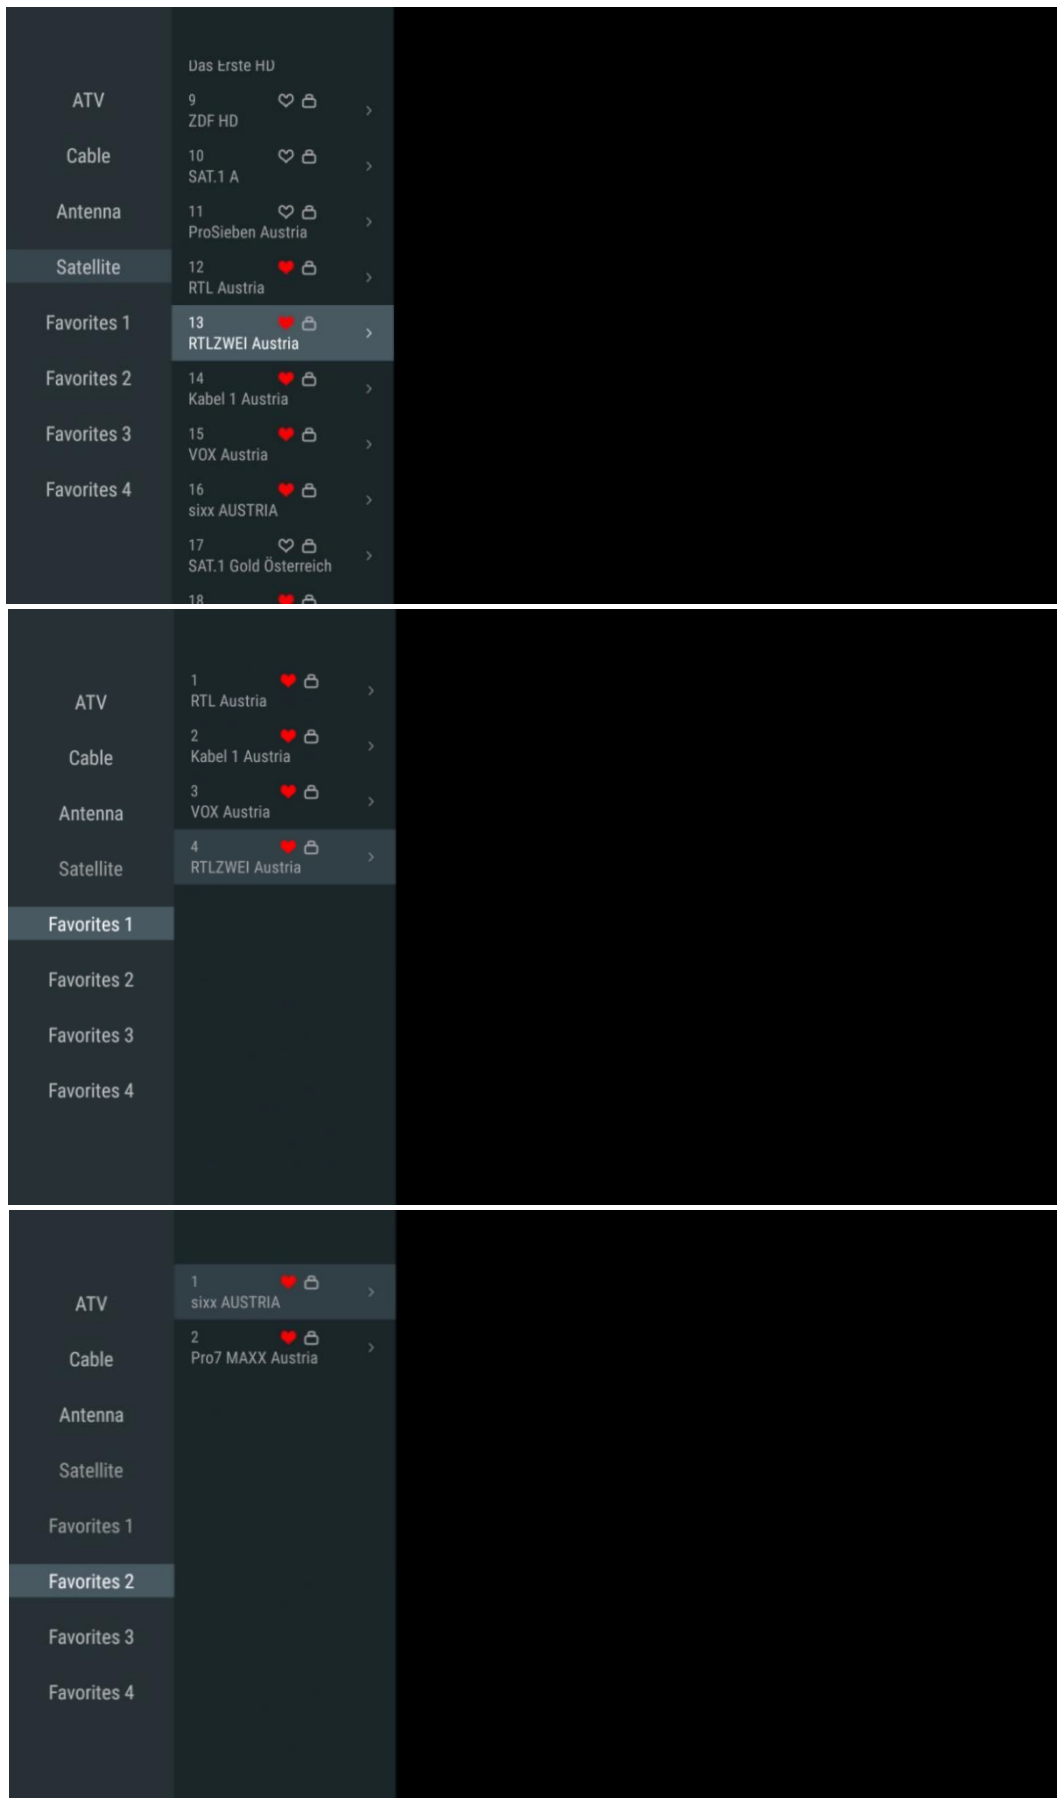 Das Erste HD
ATV
9
ZDF HD
Cable
10
SAT.1 A
Antenna
11
ProSieben Austria
Satellite
12
RTL Austria
Favorites 1
13
RTLZWEI Austria
Favorites 2
14
Kabel 1 Austria
Favorites 3
15
VOX Austria
Favorites 4
16
sixx AUSTRIA
17
SAT.1 Gold Österreich
18
ATV
1
RTL Austria
Cable
2
Kabel 1 Austria
Antenna
3
VOX Austria
Satellite
4
RTLZWEI Austria
Favorites 1
Favorites 2
Favorites 3
Favorites 4
ATV
1
sixx AUSTRIA
Cable
2
Pro7 MAXX Austria
Antenna
Satellite
Favorites 1
Favorites 2
Favorites 3
Favorites 4